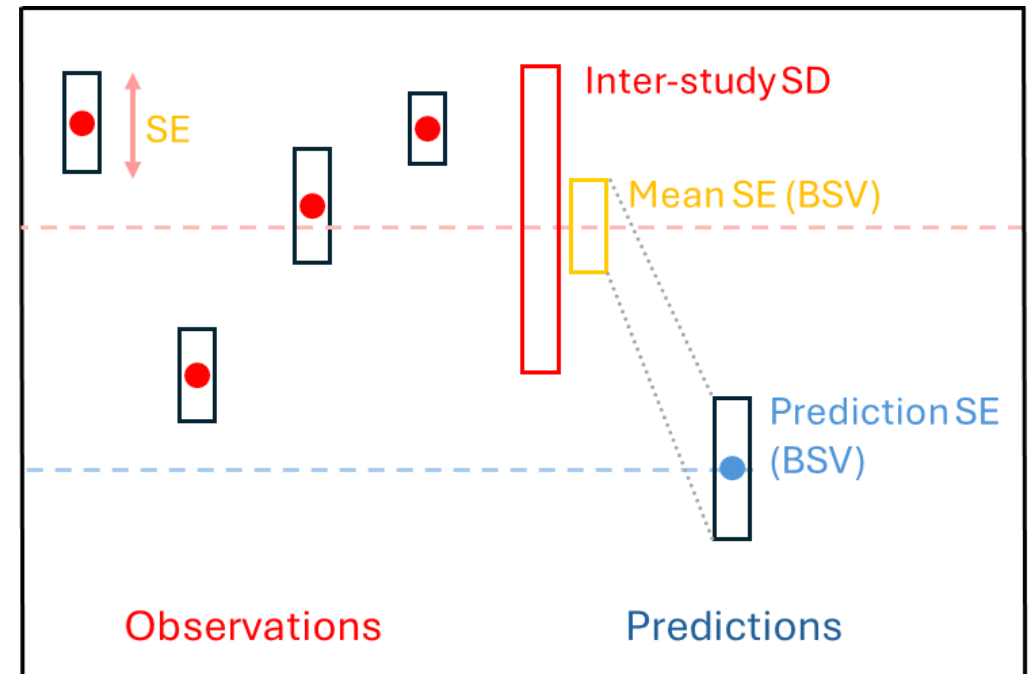 Inter-study SD
SE
Mean SE (BSV)
Prediction SE
(BSV)
Observations
Predictions